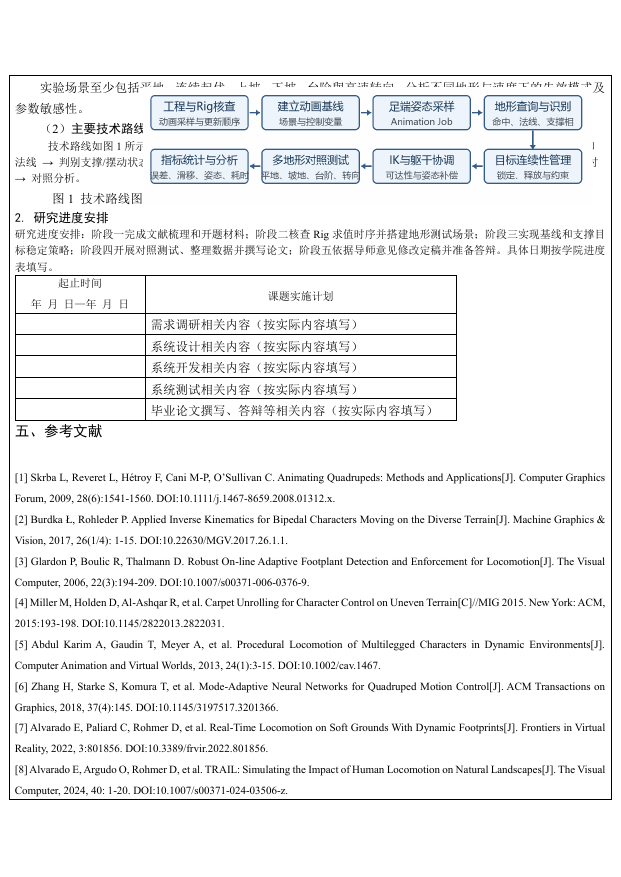 实验场景至少包括平地、连续起伏、上坡、下坡、台阶与高速转向，分析不同地形与速度下的失效模式及
参数敏感性。
（2）主要技术路线
技术路线如图 1 所示
法线 → 判别支撑/摆动状态
→ 对照分析。
工程与Rig核查
动画采样与更新顺序
建立动画基线
场景与控制变量
足端姿态采样
Animation Job
地形查询与识别
命中、法线、支撑相
指标统计与分析
误差、滑移、姿态、耗时
多地形对照测试
平地、坡地、台阶、转向
IK与躯干协调
可达性与姿态补偿
目标连续性管理
锁定、释放与约束
图 1 技术路线图
2. 研究进度安排
研究进度安排：阶段一完成文献梳理和开题材料；阶段二核查 Rig 求值时序并搭建地形测试场景；阶段三实现基线和支撑目
标稳定策略；阶段四开展对照测试、整理数据并撰写论文；阶段五依据导师意见修改定稿并准备答辩。具体日期按学院进度
表填写。
起止时间
年 月 日—年 月 日
课题实施计划
需求调研相关内容（按实际内容填写）
系统设计相关内容（按实际内容填写）
系统开发相关内容（按实际内容填写）
系统测试相关内容（按实际内容填写）
毕业论文撰写、答辩等相关内容（按实际内容填写）
五、参考文献
[1] Skrba L, Reveret L, Hétroy F, Cani M-P, O’Sullivan C. Animating Quadrupeds: Methods and Applications[J]. Computer Graphics
Forum, 2009, 28(6):1541-1560. DOI:10.1111/j.1467-8659.2008.01312.x.
[2] Burdka Ł, Rohleder P. Applied Inverse Kinematics for Bipedal Characters Moving on the Diverse Terrain[J]. Machine Graphics &
Vision, 2017, 26(1/4): 1-15. DOI:10.22630/MGV.2017.26.1.1.
[3] Glardon P, Boulic R, Thalmann D. Robust On-line Adaptive Footplant Detection and Enforcement for Locomotion[J]. The Visual
Computer, 2006, 22(3):194-209. DOI:10.1007/s00371-006-0376-9.
[4] Miller M, Holden D, Al-Ashqar R, et al. Carpet Unrolling for Character Control on Uneven Terrain[C]//MIG 2015. New York: ACM,
2015:193-198. DOI:10.1145/2822013.2822031.
[5] Abdul Karim A, Gaudin T, Meyer A, et al. Procedural Locomotion of Multilegged Characters in Dynamic Environments[J].
Computer Animation and Virtual Worlds, 2013, 24(1):3-15. DOI:10.1002/cav.1467.
[6] Zhang H, Starke S, Komura T, et al. Mode-Adaptive Neural Networks for Quadruped Motion Control[J]. ACM Transactions on
Graphics, 2018, 37(4):145. DOI:10.1145/3197517.3201366.
[7] Alvarado E, Paliard C, Rohmer D, et al. Real-Time Locomotion on Soft Grounds With Dynamic Footprints[J]. Frontiers in Virtual
Reality, 2022, 3:801856. DOI:10.3389/frvir.2022.801856.
[8] Alvarado E, Argudo O, Rohmer D, et al. TRAIL: Simulating the Impact of Human Locomotion on Natural Landscapes[J]. The Visual
Computer, 2024, 40: 1-20. DOI:10.1007/s00371-024-03506-z.